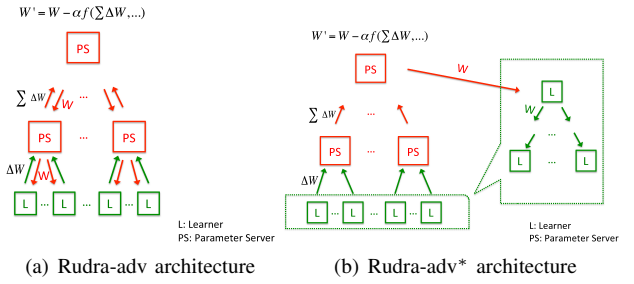 W' = W − αf(∑ΔW,...)
PS
∑ ΔW
W
...
PS
...
PS
ΔW
W
L
...
L
...
L
...
L
L: Learner
PS: Parameter Server
(a) Rudra-adv architecture
W' = W − αf(∑ΔW,...)
PS
W
∑ ΔW
...
PS
...
PS
ΔW
L
...
L
...
L
...
L
L
W
...
L
...
L
L: Learner
PS: Parameter Server
(b) Rudra-adv* architecture